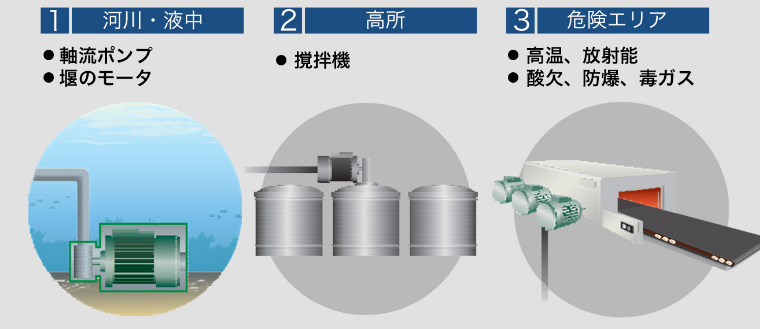 1 河川・液中
● 軸流ポンプ
● 堰のモータ
2 高所
● 撹拌機
3 危険エリア
● 高温、放射能
● 酸欠、防爆、毒ガス